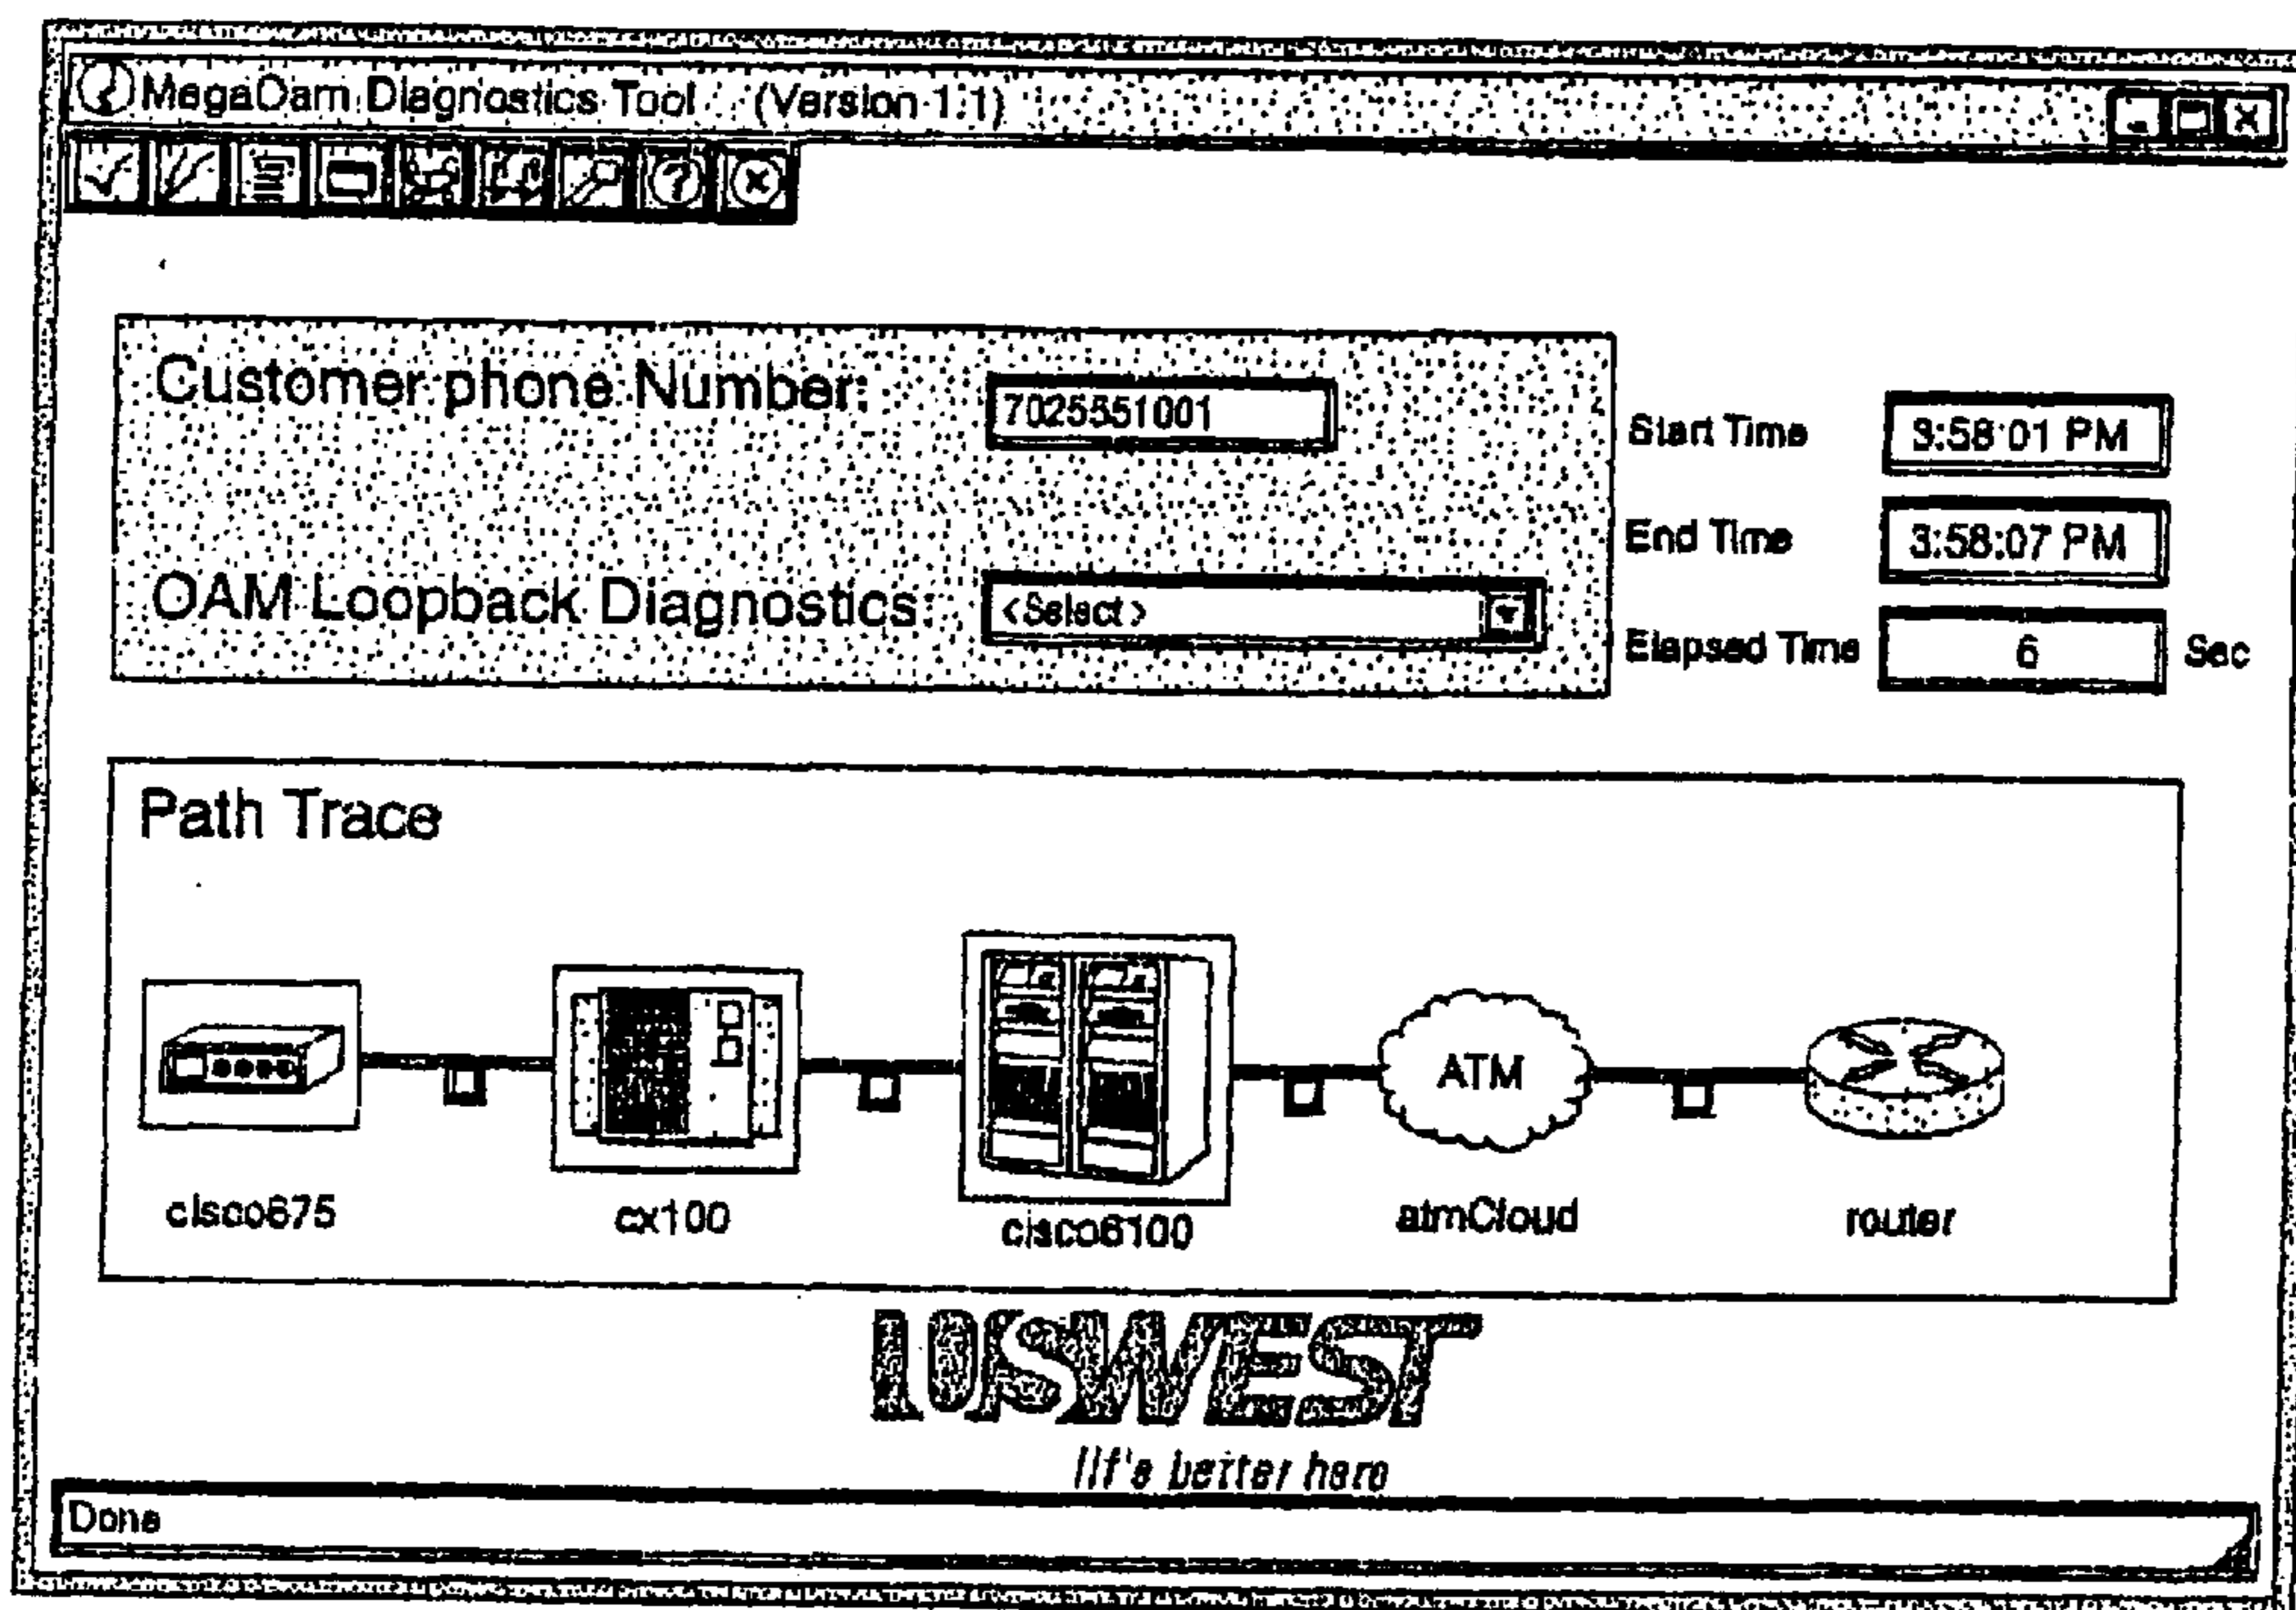 MegaOam Diagnostics Tool (Version 1.1)
Customer phone Number: 7025551001
Start Time 3:58:01 PM
End Time 3:58:07 PM
OAM Loopback Diagnostics: <Select>
Elapsed Time 6 Sec
Path Trace
ATM
cisco675 cx100 cisco6100 atmCloud router
USWEST
it's better here
Done